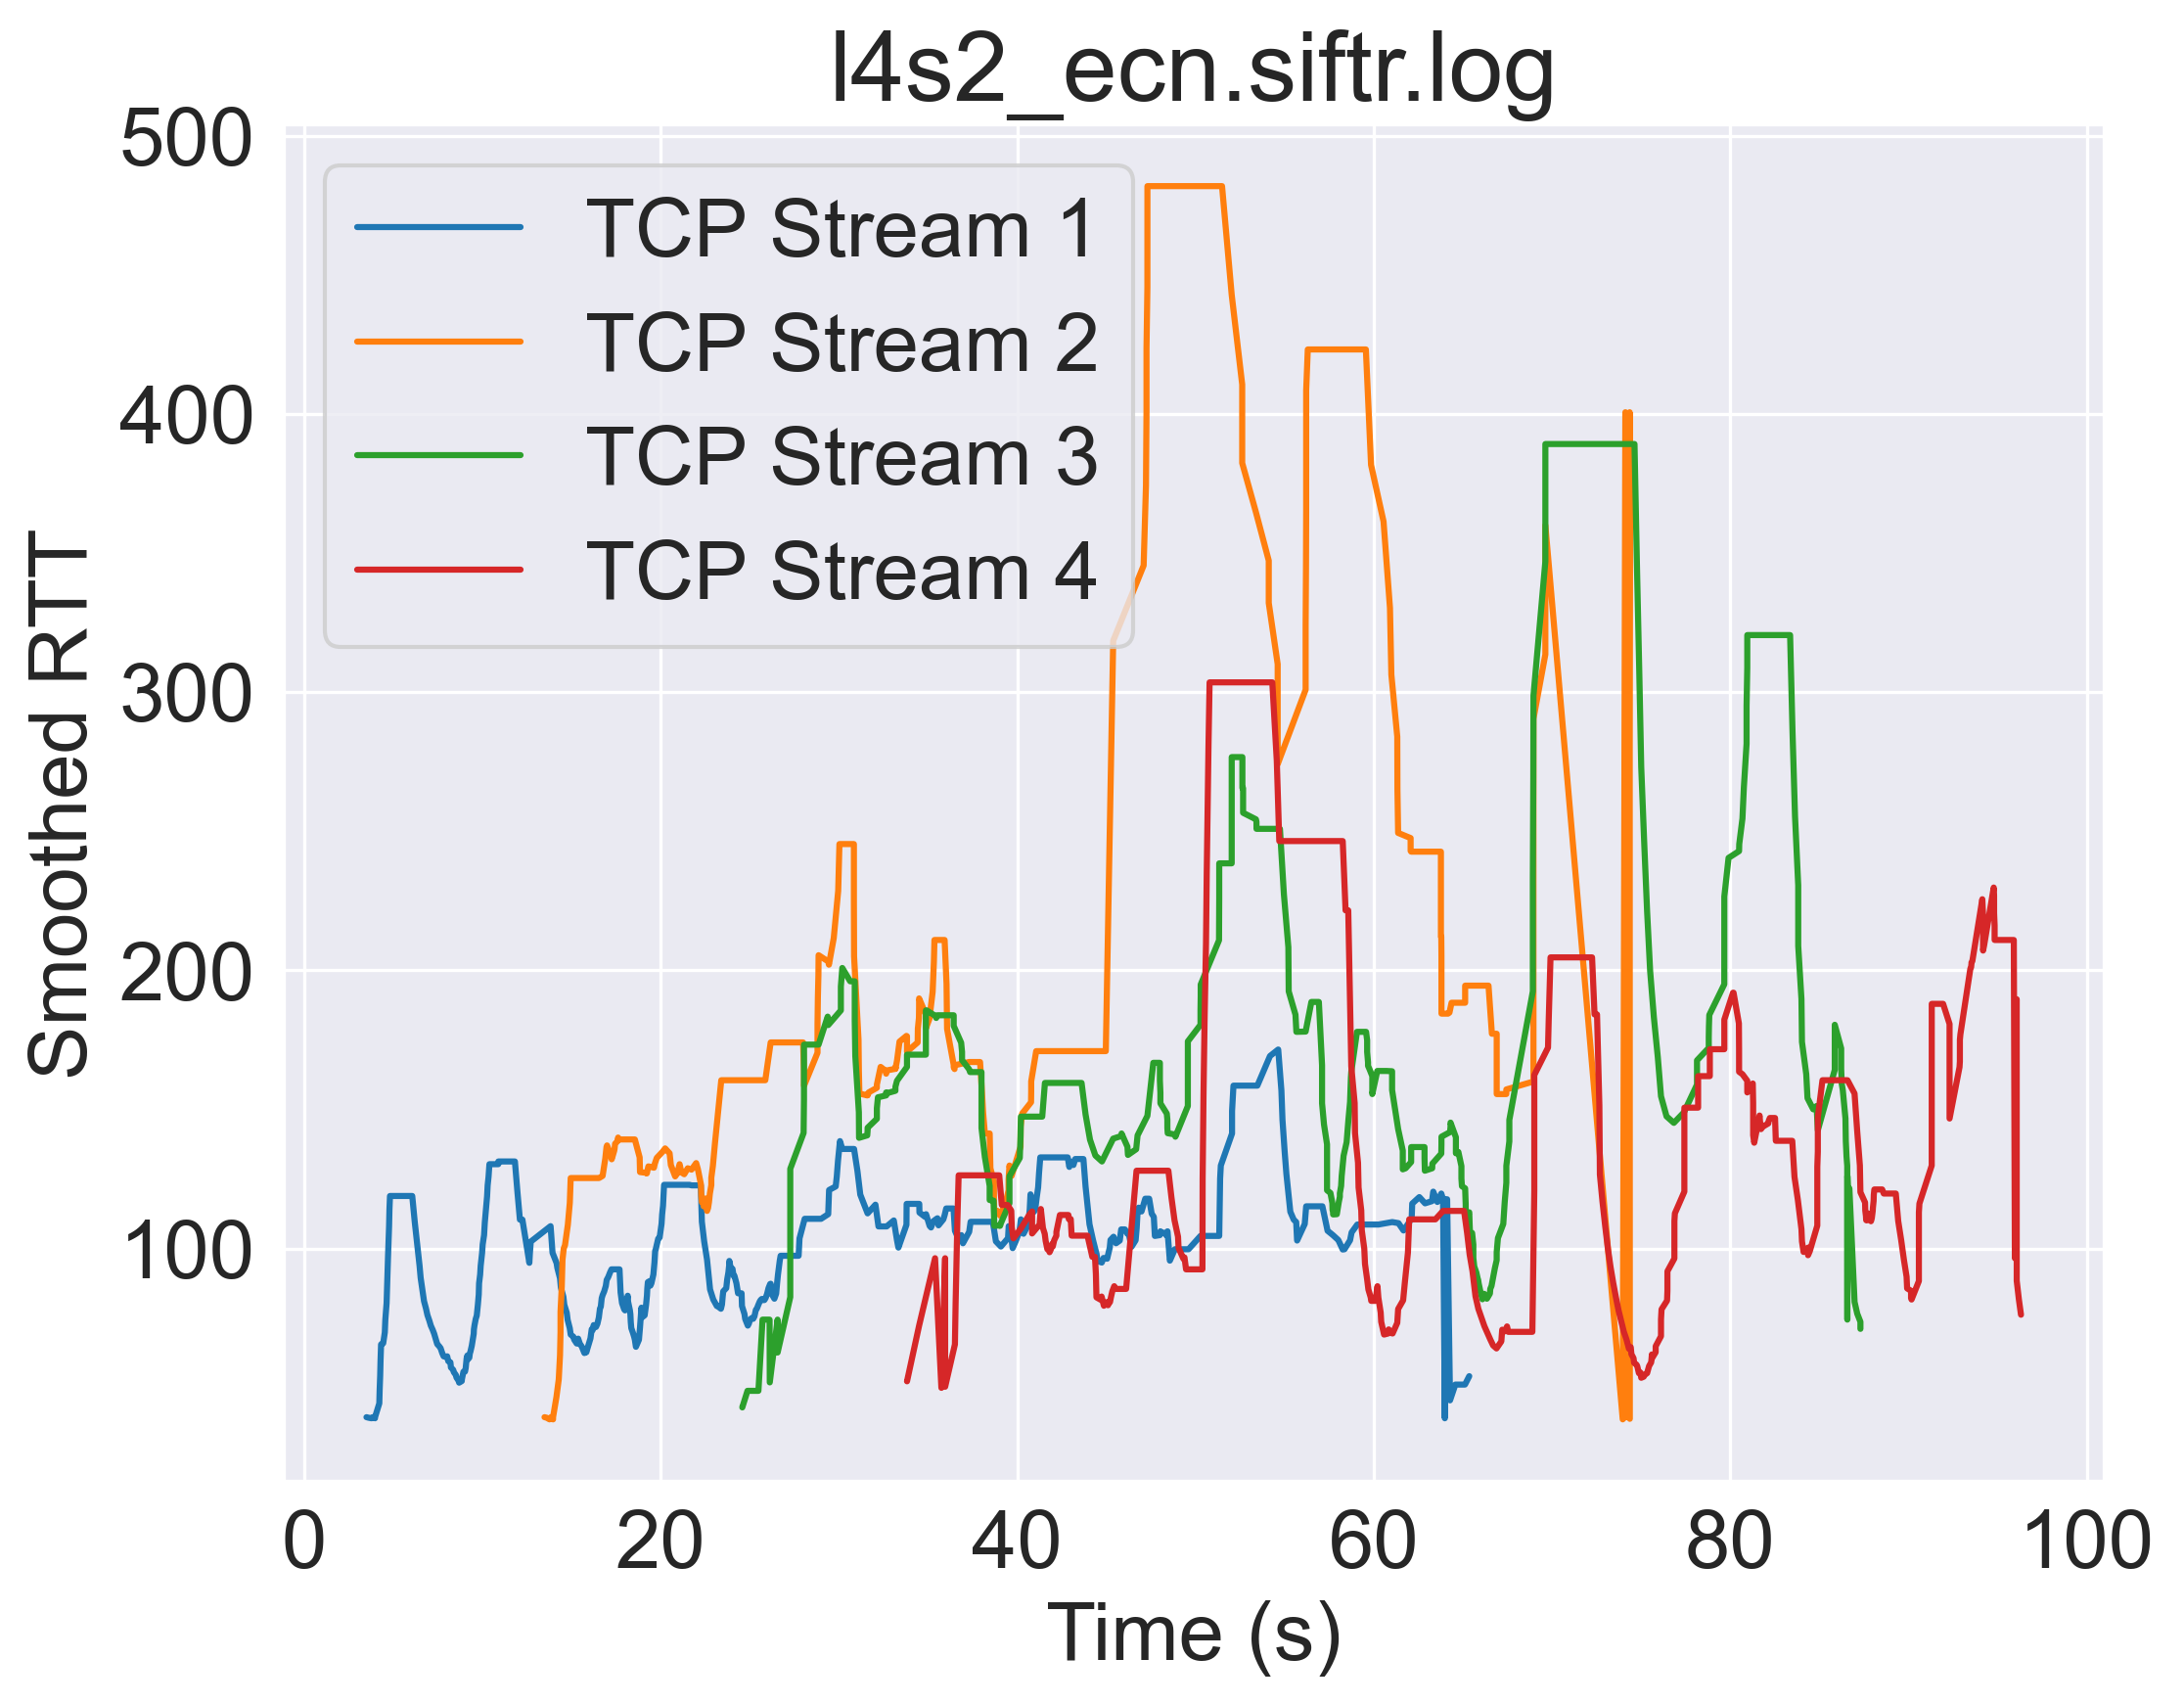 l4s2_ecn.siftr.log
500
400
300
200
100
Smoothed RTT
TCP Stream 1
TCP Stream 2
TCP Stream 3
TCP Stream 4
0 20 40 60 80 100
Time (s)